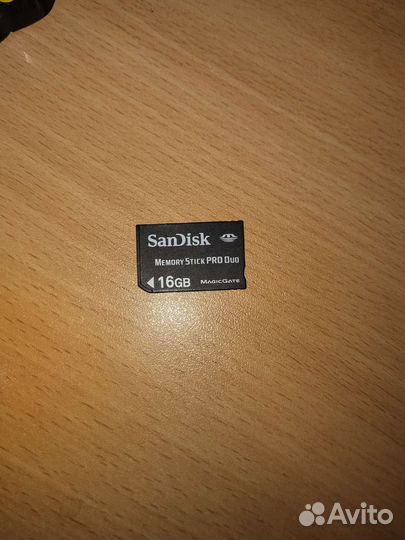 SanDisk
MEMORY STICK PRO DUO
16GB MAGICGATE
Avito